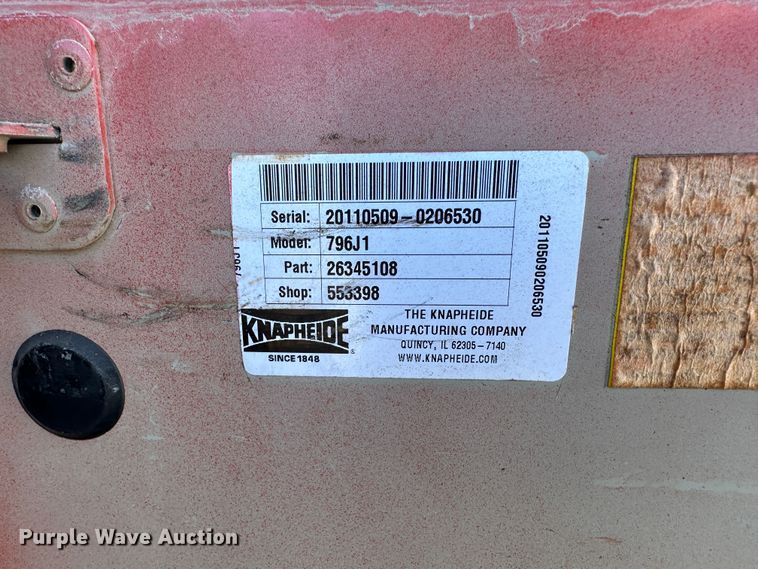 Serial: 20110509-0206530
Model: 796J1
Part: 26345108
Shop: 553398
KNAPHEIDE
SINCE 1848
THE KNAPHEIDE
MANUFACTURING COMPANY
QUINCY, IL 62305-7140
WWW.KNAPHEIDE.COM
201105090206530
796J1
Purple Wave Auction